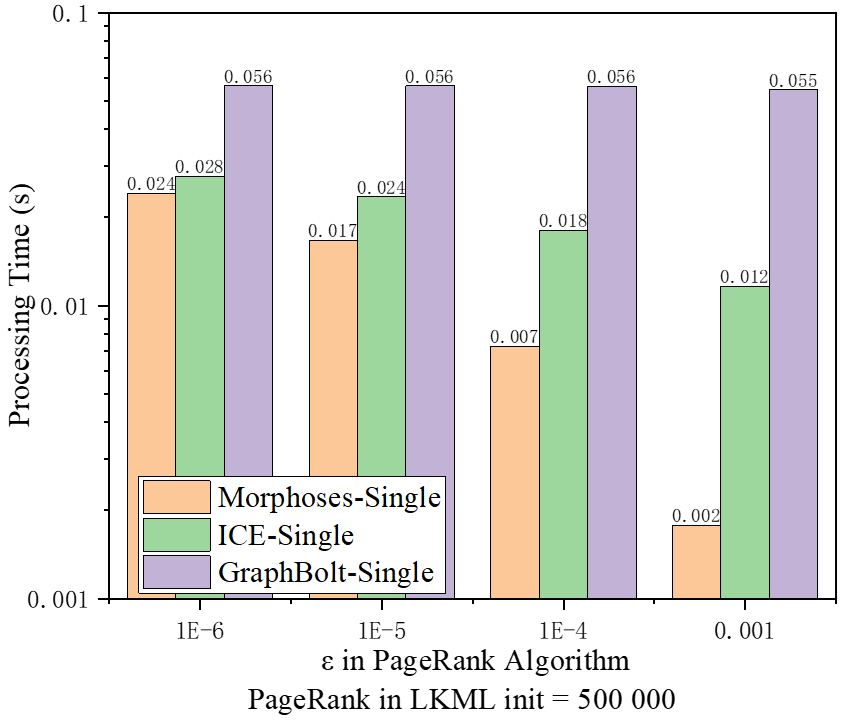 0.1
0.056
0.056
0.056
0.055
0.024
0.028
0.024
0.018
0.017
0.012
Processing Time (s)
0.01
0.007
0.002
Morphoses-Single
ICE-Single
GraphBolt-Single
0.001
1E-6
1E-5
1E-4
0.001
ε in PageRank Algorithm
PageRank in LKML init = 500 000